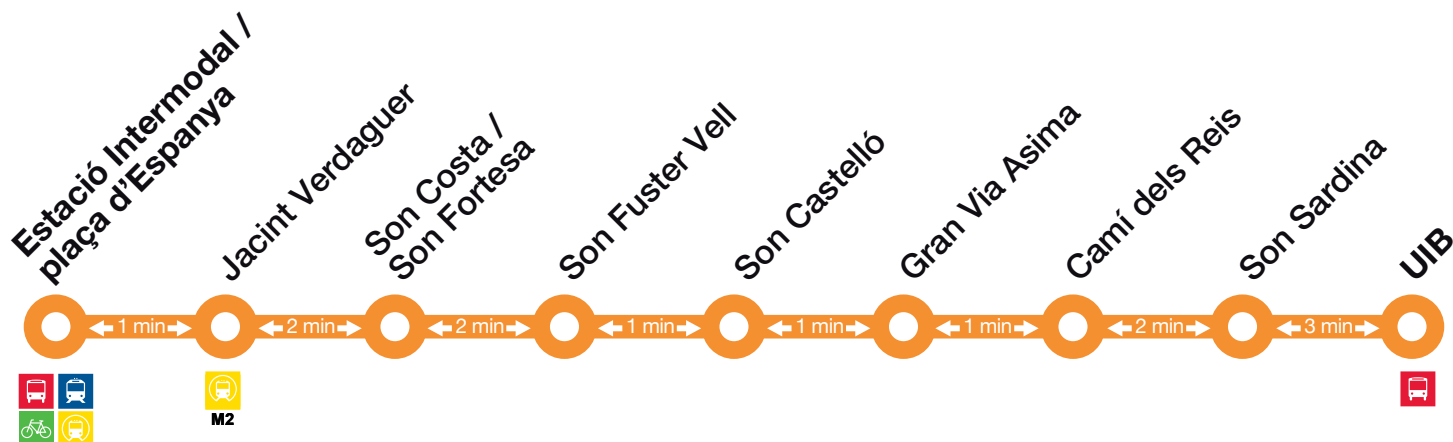 Estació Intermodal /
plaça d'Espanya
Jacint Verdaguer
Son Costa /
Son Fortesa
Son Fuster Vell
Son Castelló
Gran Via Asima
Camí dels Reis
Son Sardina
UIB
1 min
2 min
2 min
1 min
1 min
1 min
2 min
3 min
M2